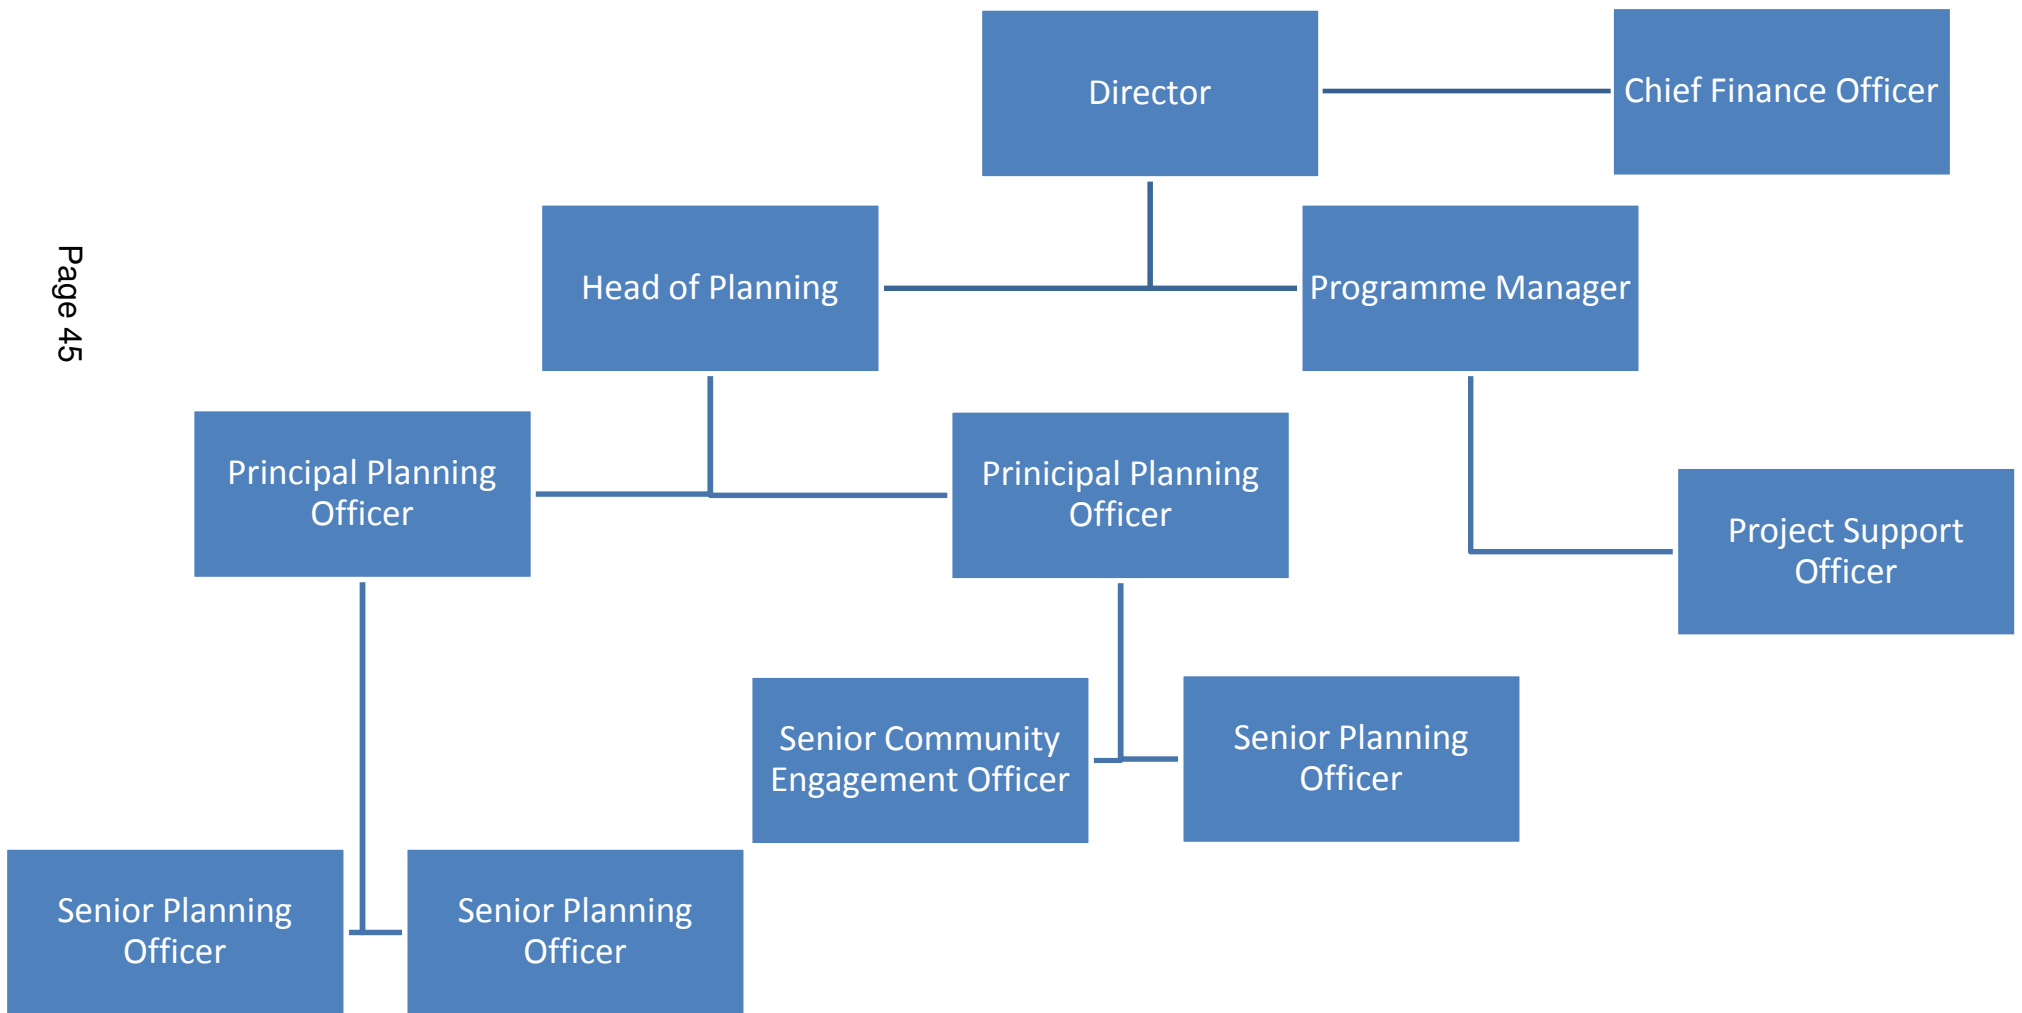 Director
Chief Finance Officer
Head of Planning
Programme Manager
Page 45
Principal Planning
Officer
Prinicipal Planning
Officer
Project Support
Officer
Senior Community
Engagement Officer
Senior Planning
Officer
Senior Planning
Officer
Senior Planning
Officer